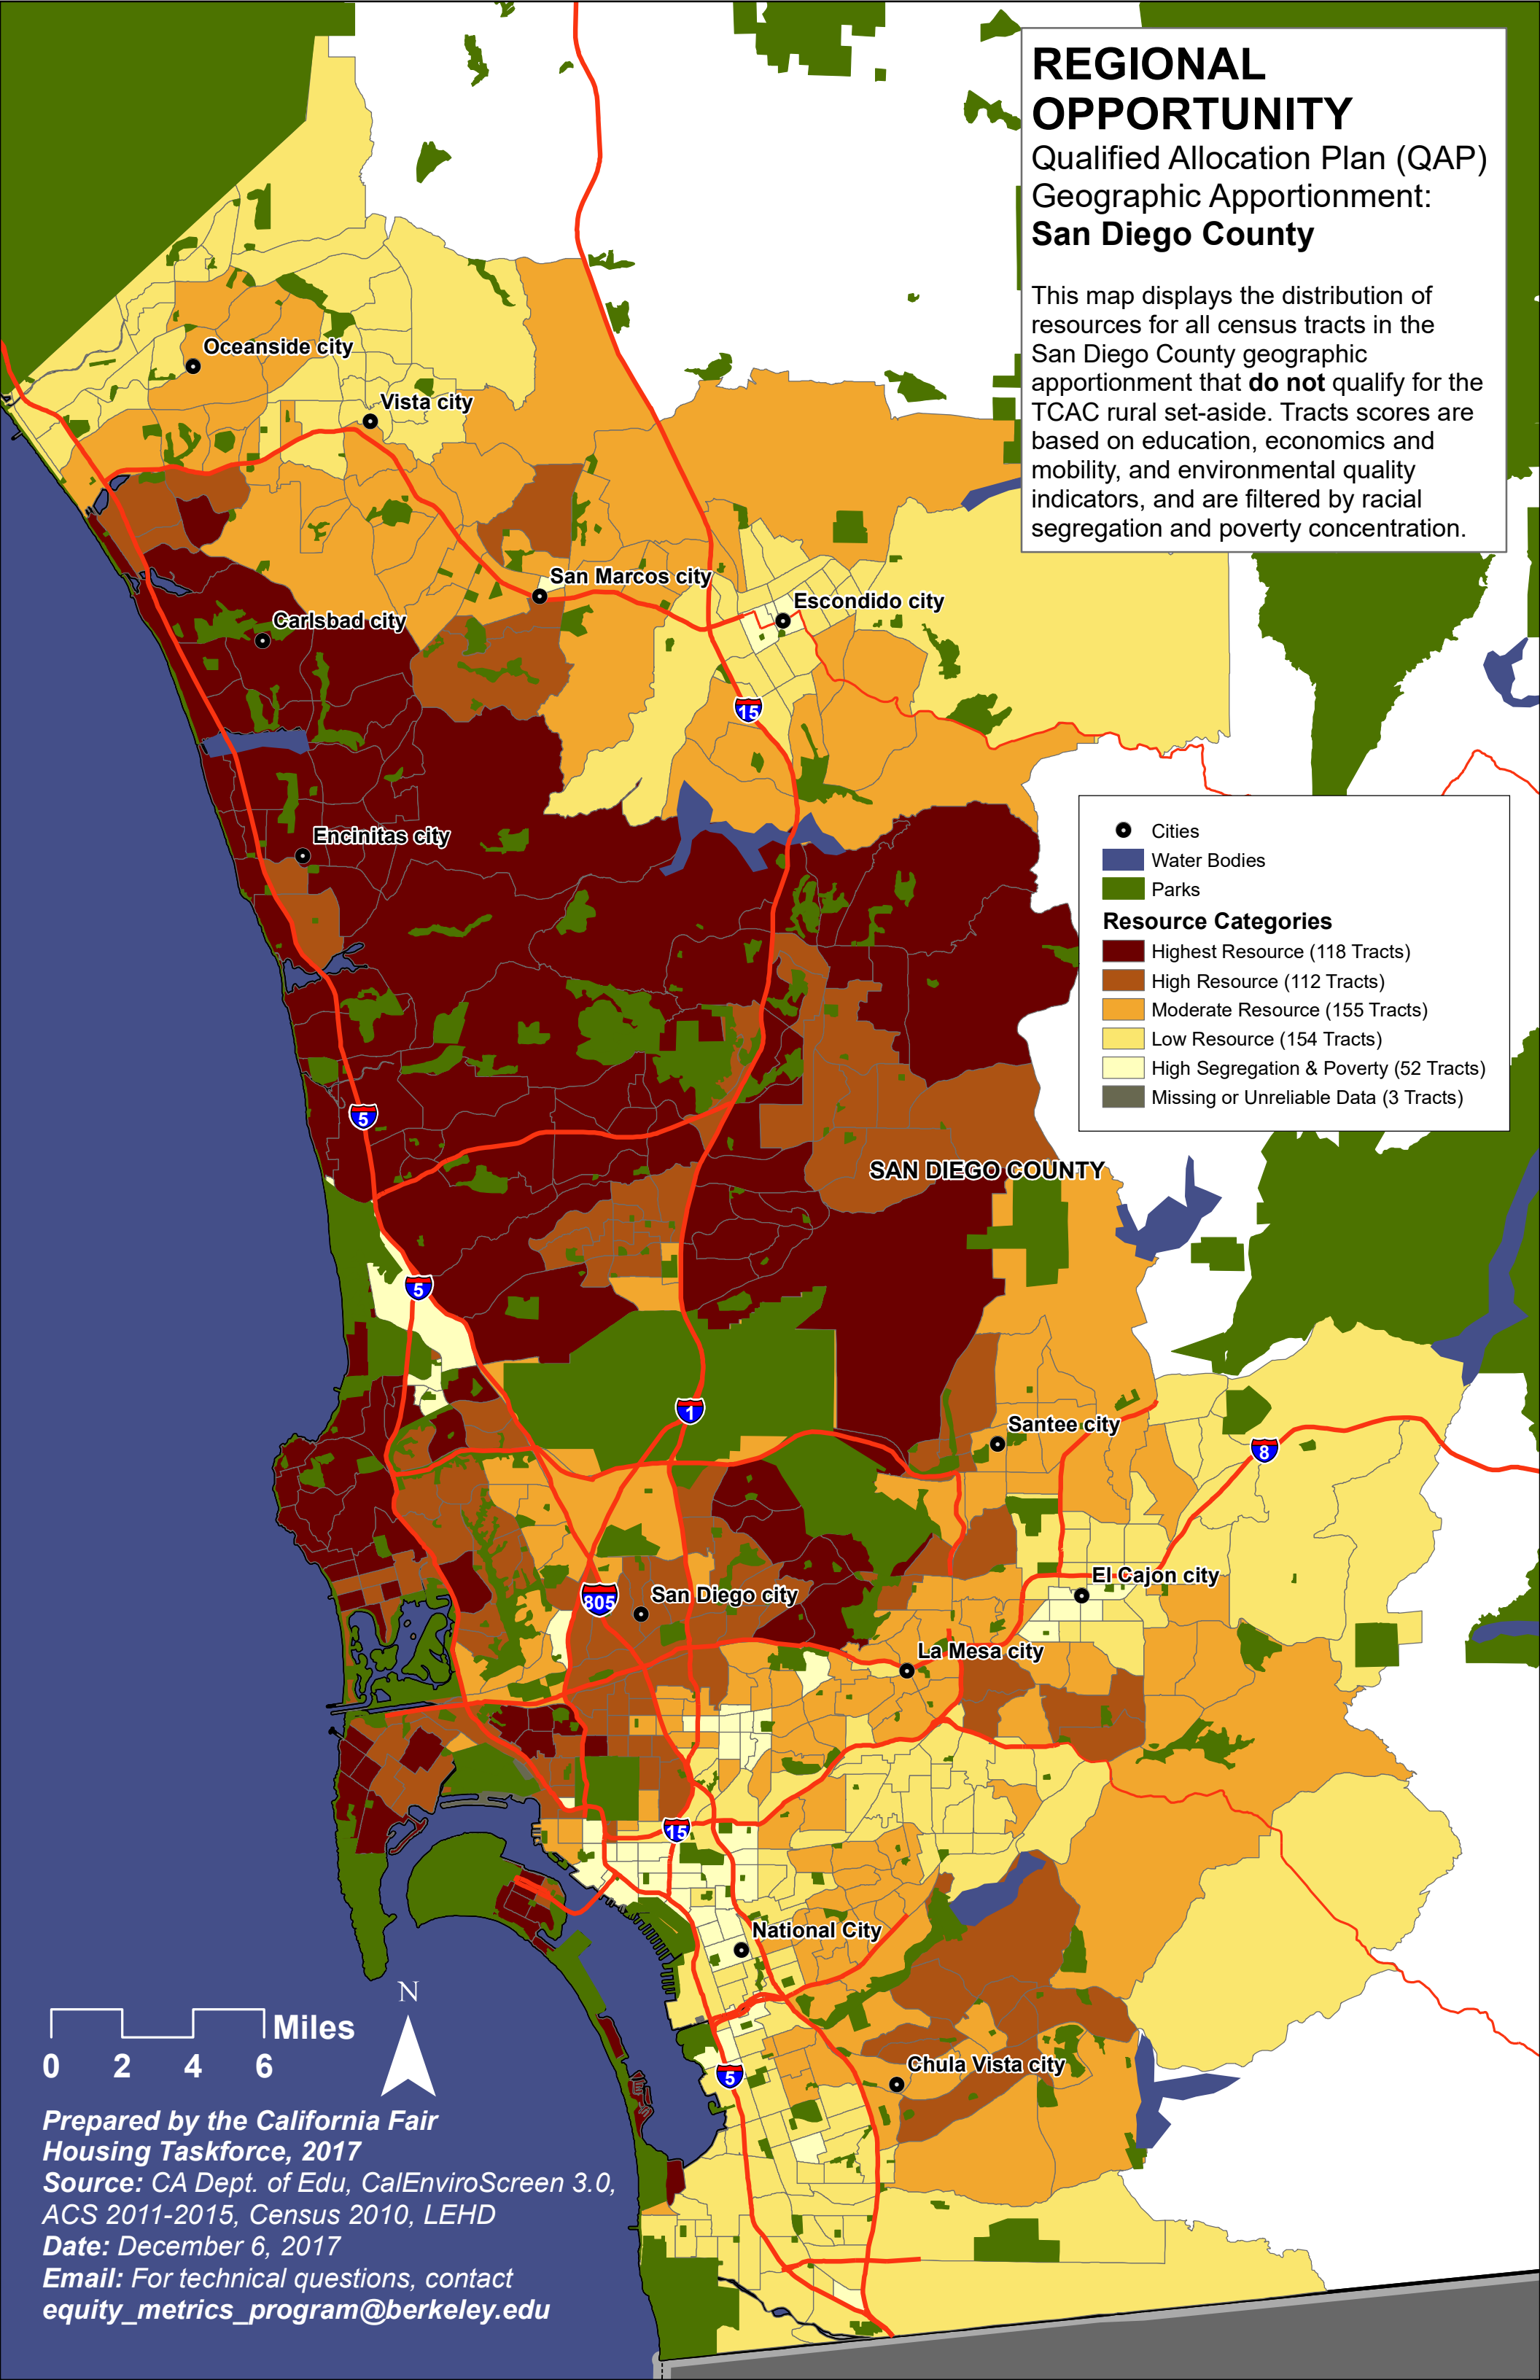 REGIONAL
OPPORTUNITY
Qualified Allocation Plan (QAP)
Geographic Apportionment:
San Diego County
This map displays the distribution of
resources for all census tracts in the
San Diego County geographic
apportionment that do not qualify for the
TCAC rural set-aside. Tracts scores are
based on education, economics and
mobility, and environmental quality
indicators, and are filtered by racial
segregation and poverty concentration.
Oceanside city
Vista city
San Marcos city
Escondido city
Carlsbad city
15
Encinitas city
Cities
Water Bodies
Parks
Resource Categories
Highest Resource (118 Tracts)
High Resource (112 Tracts)
Moderate Resource (155 Tracts)
Low Resource (154 Tracts)
High Segregation & Poverty (52 Tracts)
Missing or Unreliable Data (3 Tracts)
5
SAN DIEGO COUNTY
5
1
Santee city
8
El Cajon city
805
San Diego city
La Mesa city
15
National City
N
Miles
0 2 4 6
Chula Vista city
5
Prepared by the California Fair
Housing Taskforce, 2017
Source: CA Dept. of Edu, CalEnviroScreen 3.0,
ACS 2011-2015, Census 2010, LEHD
Date: December 6, 2017
Email: For technical questions, contact
equity_metrics_program@berkeley.edu